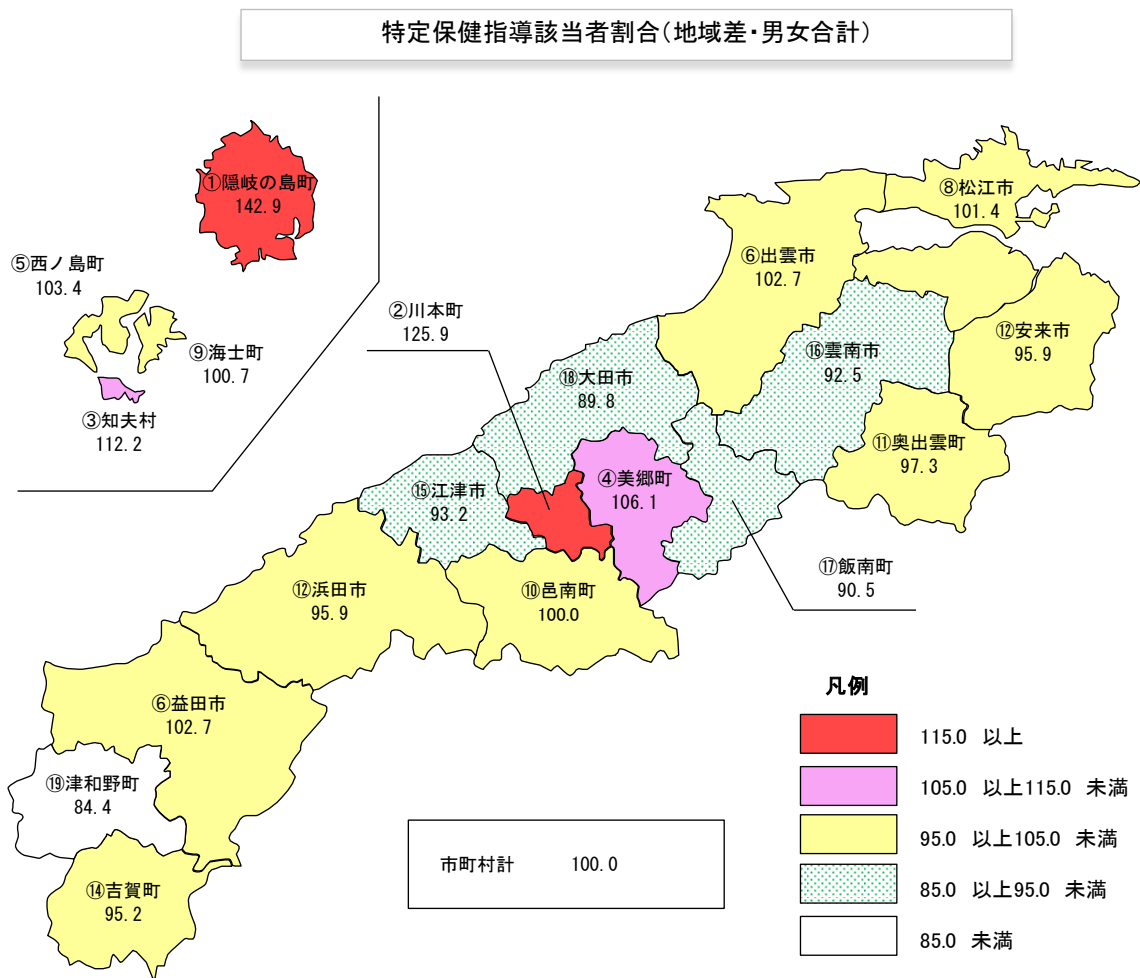 特定保健指導該当者割合(地域差・男女合計)
①隠岐の島町
142.9
⑤西ノ島町
103.4
⑨海士町
100.7
③知夫村
112.2
②川本町
125.9
⑧松江市
101.4
⑥出雲市
102.7
⑫安来市
95.9
⑯雲南市
92.5
⑱大田市
89.8
⑪奥出雲町
97.3
④美郷町
106.1
⑮江津市
93.2
⑰飯南町
90.5
⑫浜田市
95.9
⑩邑南町
100.0
⑥益田市
102.7
⑲津和野町
84.4
⑭吉賀町
95.2
市町村計 100.0
凡例
115.0 以上
105.0 以上115.0 未満
95.0 以上105.0 未満
85.0 以上95.0 未満
85.0 未満